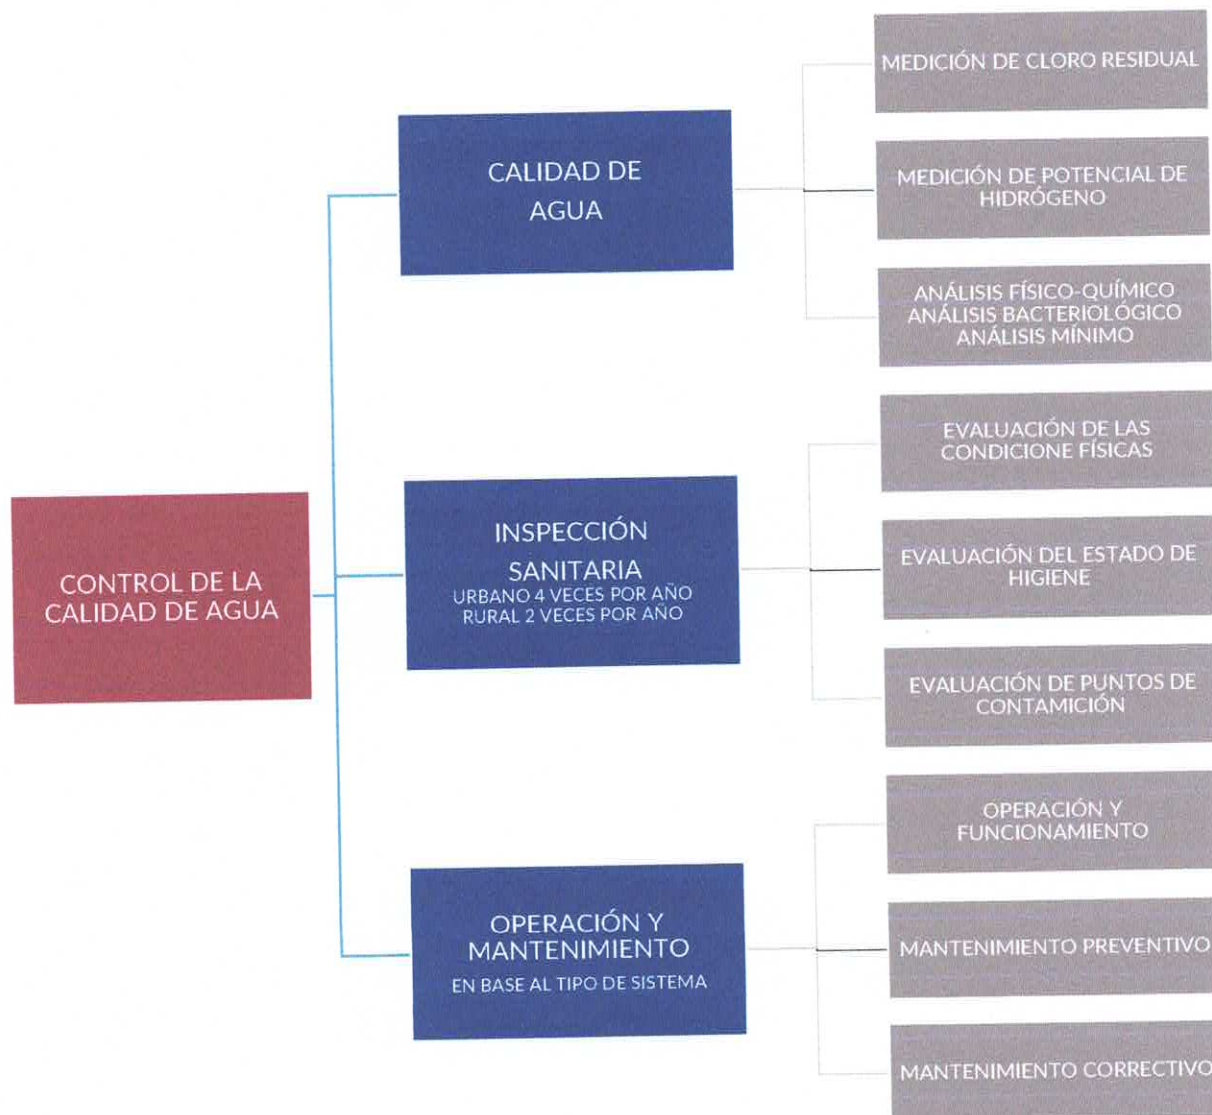 CONTROL DE LA
CALIDAD DE AGUA
CALIDAD DE
AGUA
MEDICIÓN DE CLORO RESIDUAL
MEDICIÓN DE POTENCIAL DE
HIDRÓGENO
ANÁLISIS FÍSICO-QUÍMICO
ANÁLISIS BACTERIOLÓGICO
ANÁLISIS MÍNIMO
INSPECCIÓN
SANITARIA
URBANO 4 VECES POR AÑO
RURAL 2 VECES POR AÑO
EVALUACIÓN DE LAS
CONDICIONE FÍSICAS
EVALUACIÓN DEL ESTADO DE
HIGIENE
EVALUACIÓN DE PUNTOS DE
CONTAMICIÓN
OPERACIÓN Y
MANTENIMIENTO
EN BASE AL TIPO DE SISTEMA
OPERACIÓN Y
FUNCIONAMIENTO
MANTENIMIENTO PREVENTIVO
MANTENIMIENTO CORRECTIVO